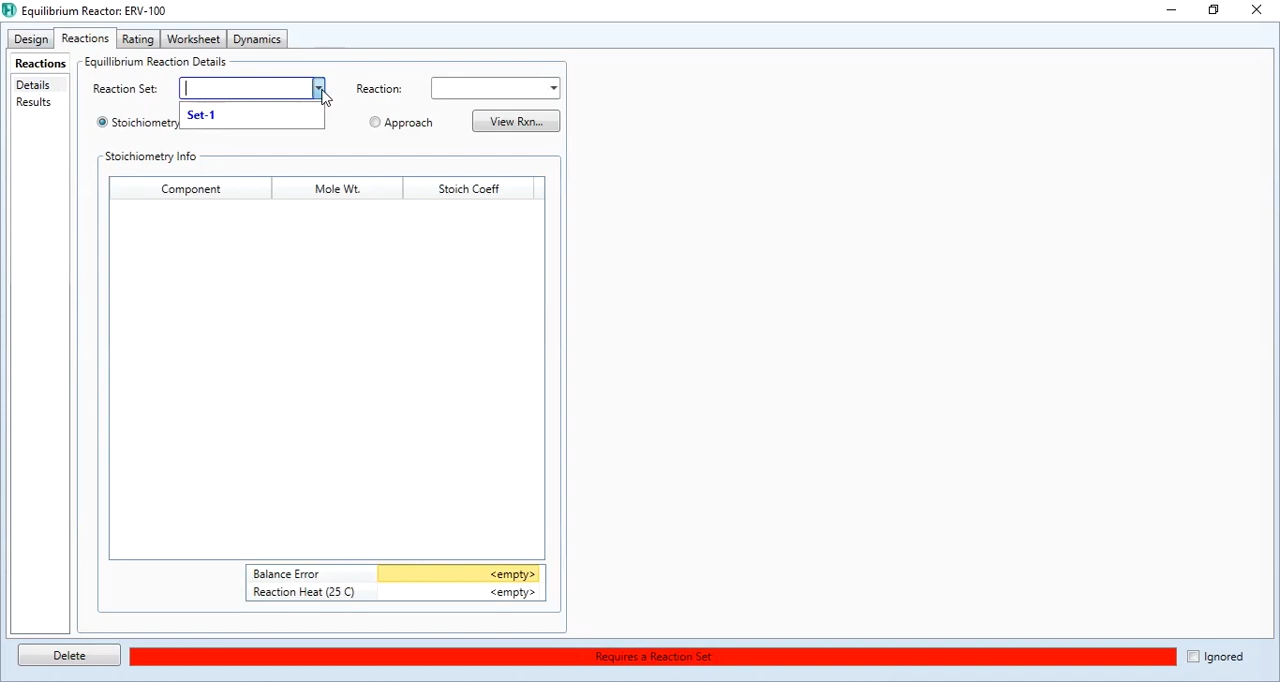 Equilibrium Reactor: ERV-100
Design Reactions Rating Worksheet Dynamics
Reactions
Details
Results
Equillibrium Reaction Details
Reaction Set: Reaction:
Set-1
Stoichiometry Approach View Rxn...
Stoichiometry Info
Component Mole Wt. Stoich Coeff
Balance Error <empty>
Reaction Heat (25 C) <empty>
Delete Requires a Reaction Set Ignored